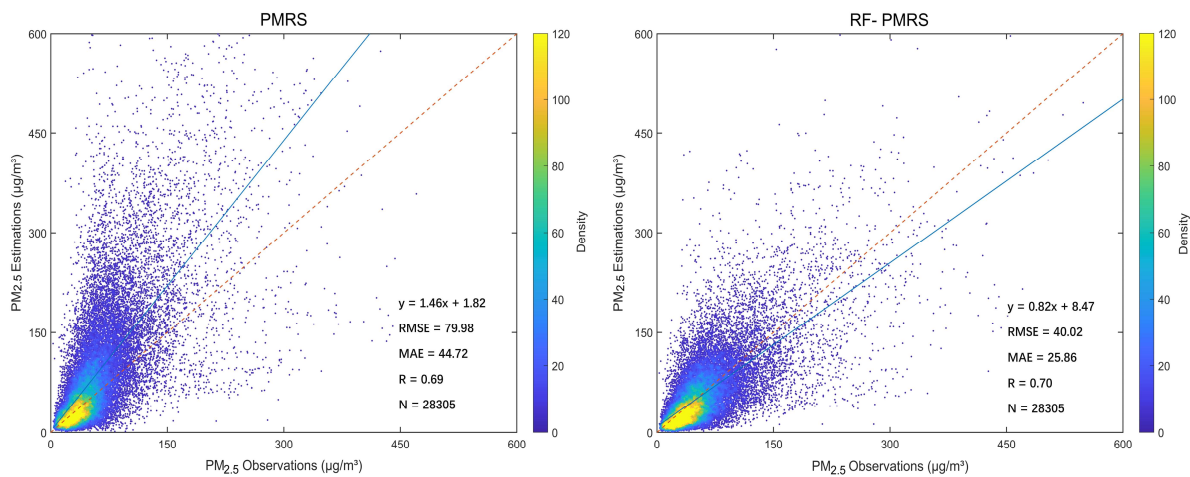 PMRS
600
450
300
150
0
0
150
300
450
600
PM2.5 Estimations (µg/m³)
PM2.5 Observations (µg/m³)
y = 1.46x + 1.82
RMSE = 79.98
MAE = 44.72
R = 0.69
N = 28305
120
100
80
60
40
20
0
Density
RF- PMRS
600
450
300
150
0
0
150
300
450
600
PM2.5 Estimations (µg/m³)
PM2.5 Observations (µg/m³)
y = 0.82x + 8.47
RMSE = 40.02
MAE = 25.86
R = 0.70
N = 28305
120
100
80
60
40
20
0
Density